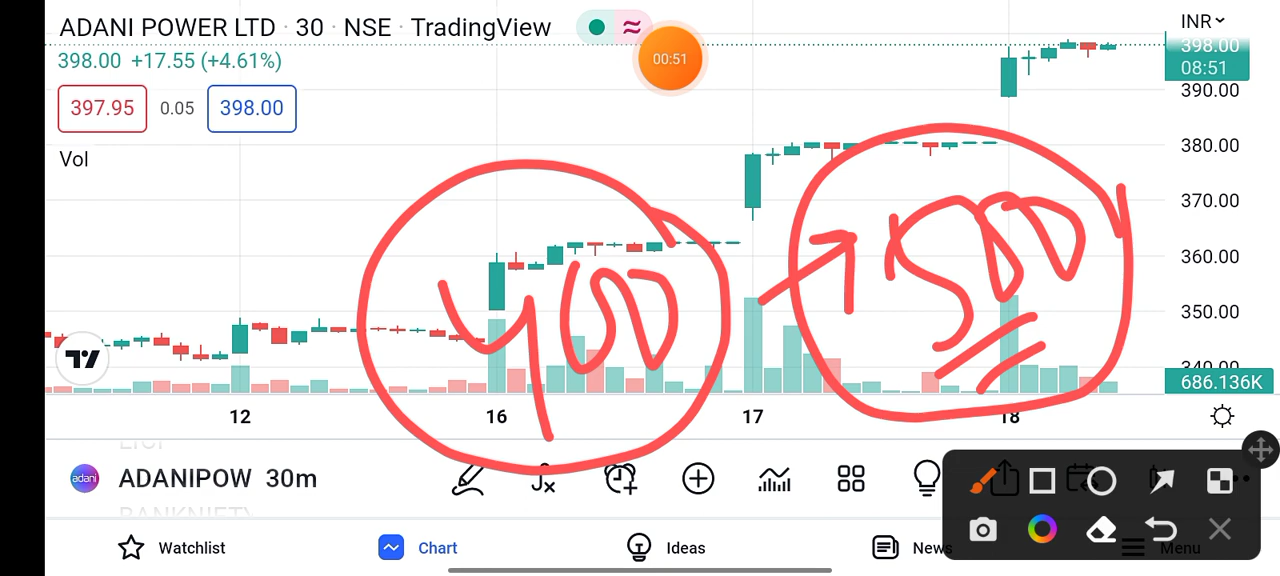 ADANI POWER LTD · 30 · NSE · TradingView
INR
398.00 +17.55 (+4.61%)
00:51
398.00
08:51
397.95 0.05 398.00
390.00
Vol
380.00
370.00
360.00
350.00
340.00
400
500
686.136K
12 16 17 18
ADANIPOW 30m
adani
Watchlist
Chart
Ideas
News
Menu